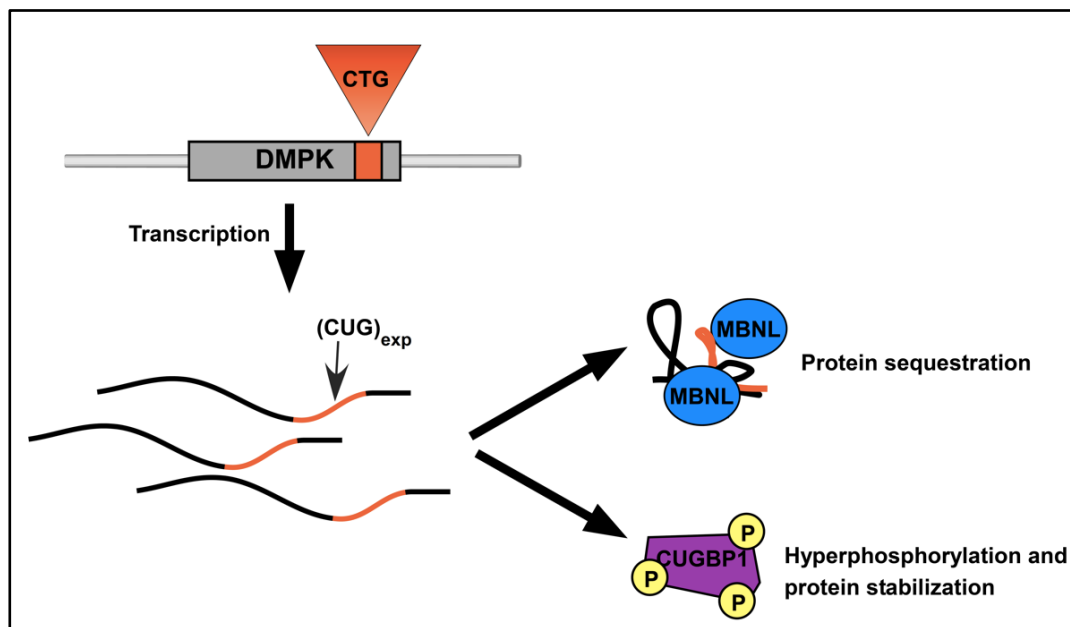 CTG
DMPK
Transcription
(CUG)exp
MBNL
MBNL
Protein sequestration
P
CUGBP1
P
P
Hyperphosphorylation and
protein stabilization